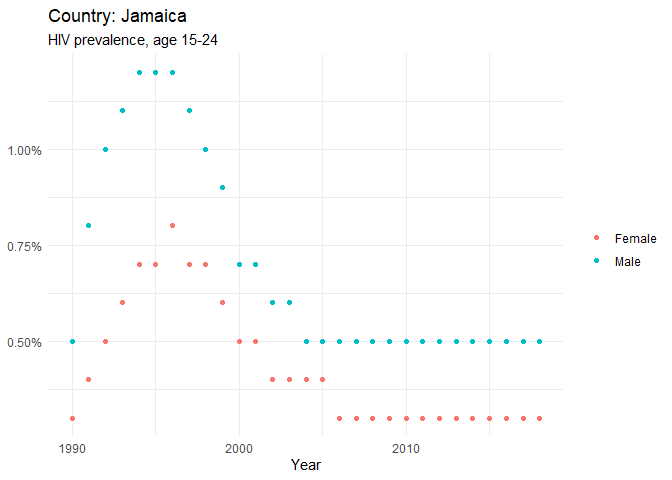 Country: Jamaica
HIV prevalence, age 15-24
1.00%
0.75%
0.50%
Female
Male
1990 2000 2010
Year